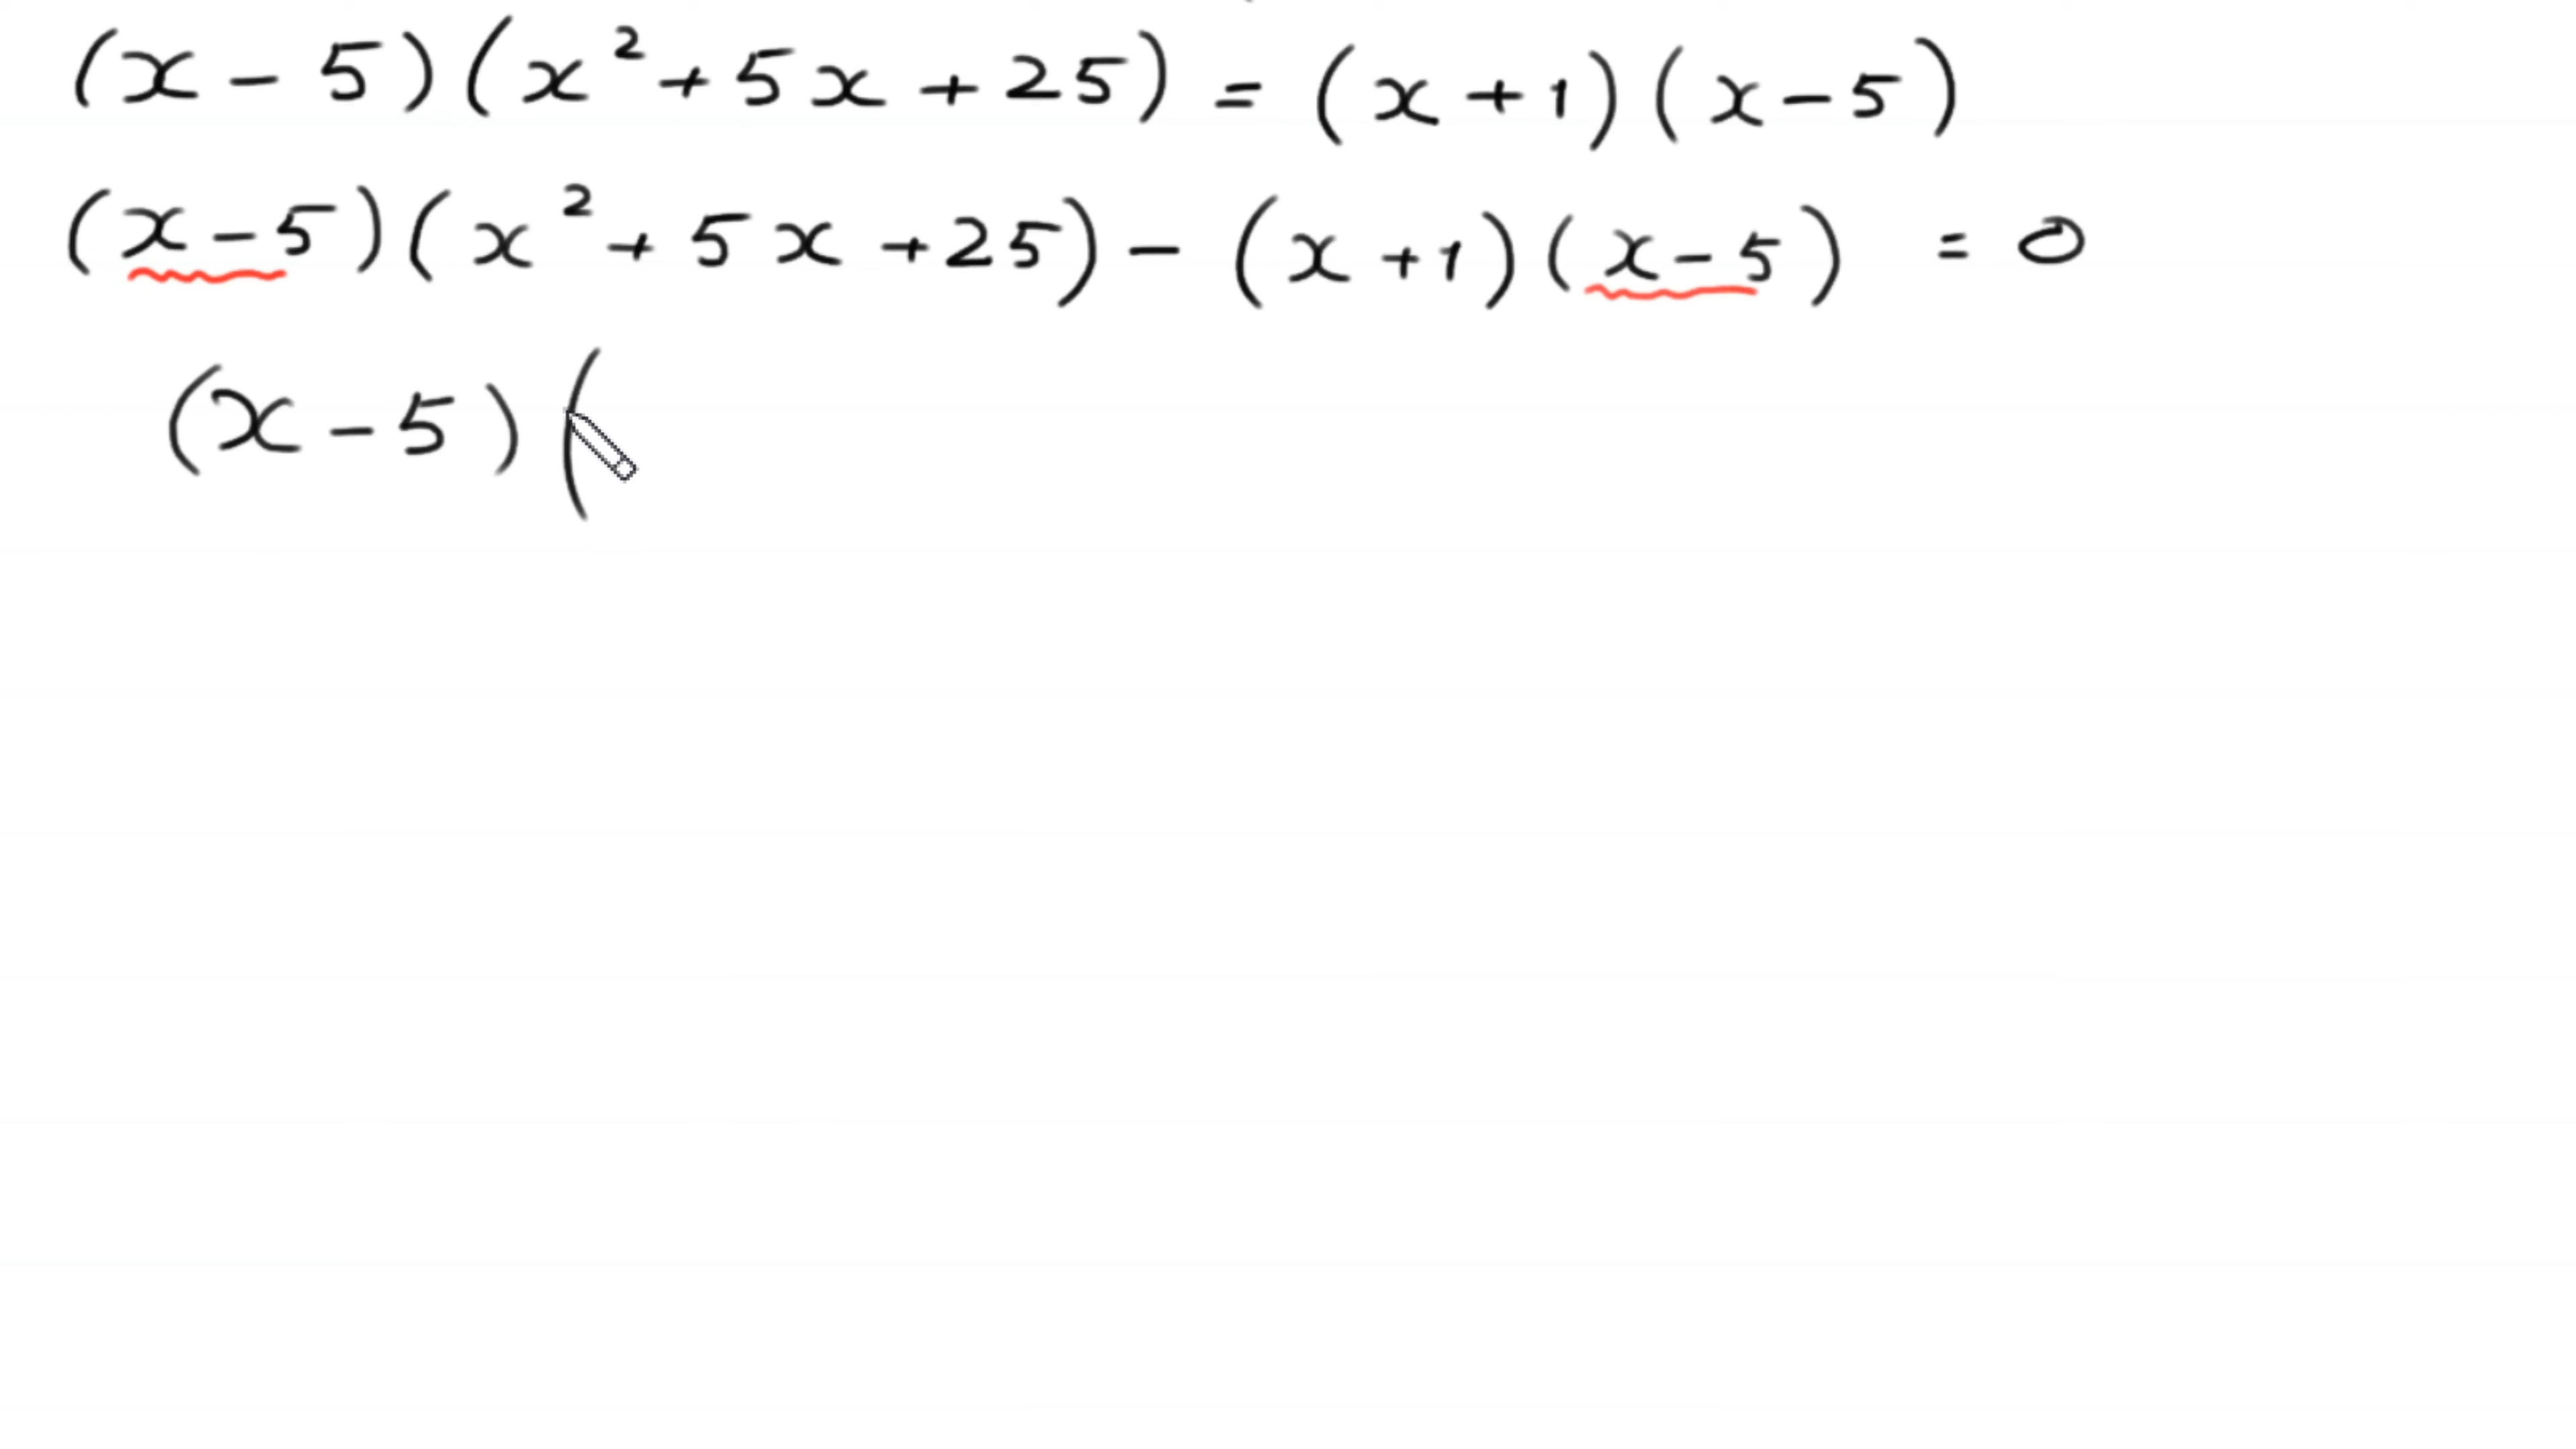 (x - 5)(x² + 5x + 25) = (x + 1)(x - 5)
(x - 5)(x² + 5x + 25) - (x + 1)(x - 5) = 0
(x - 5)(